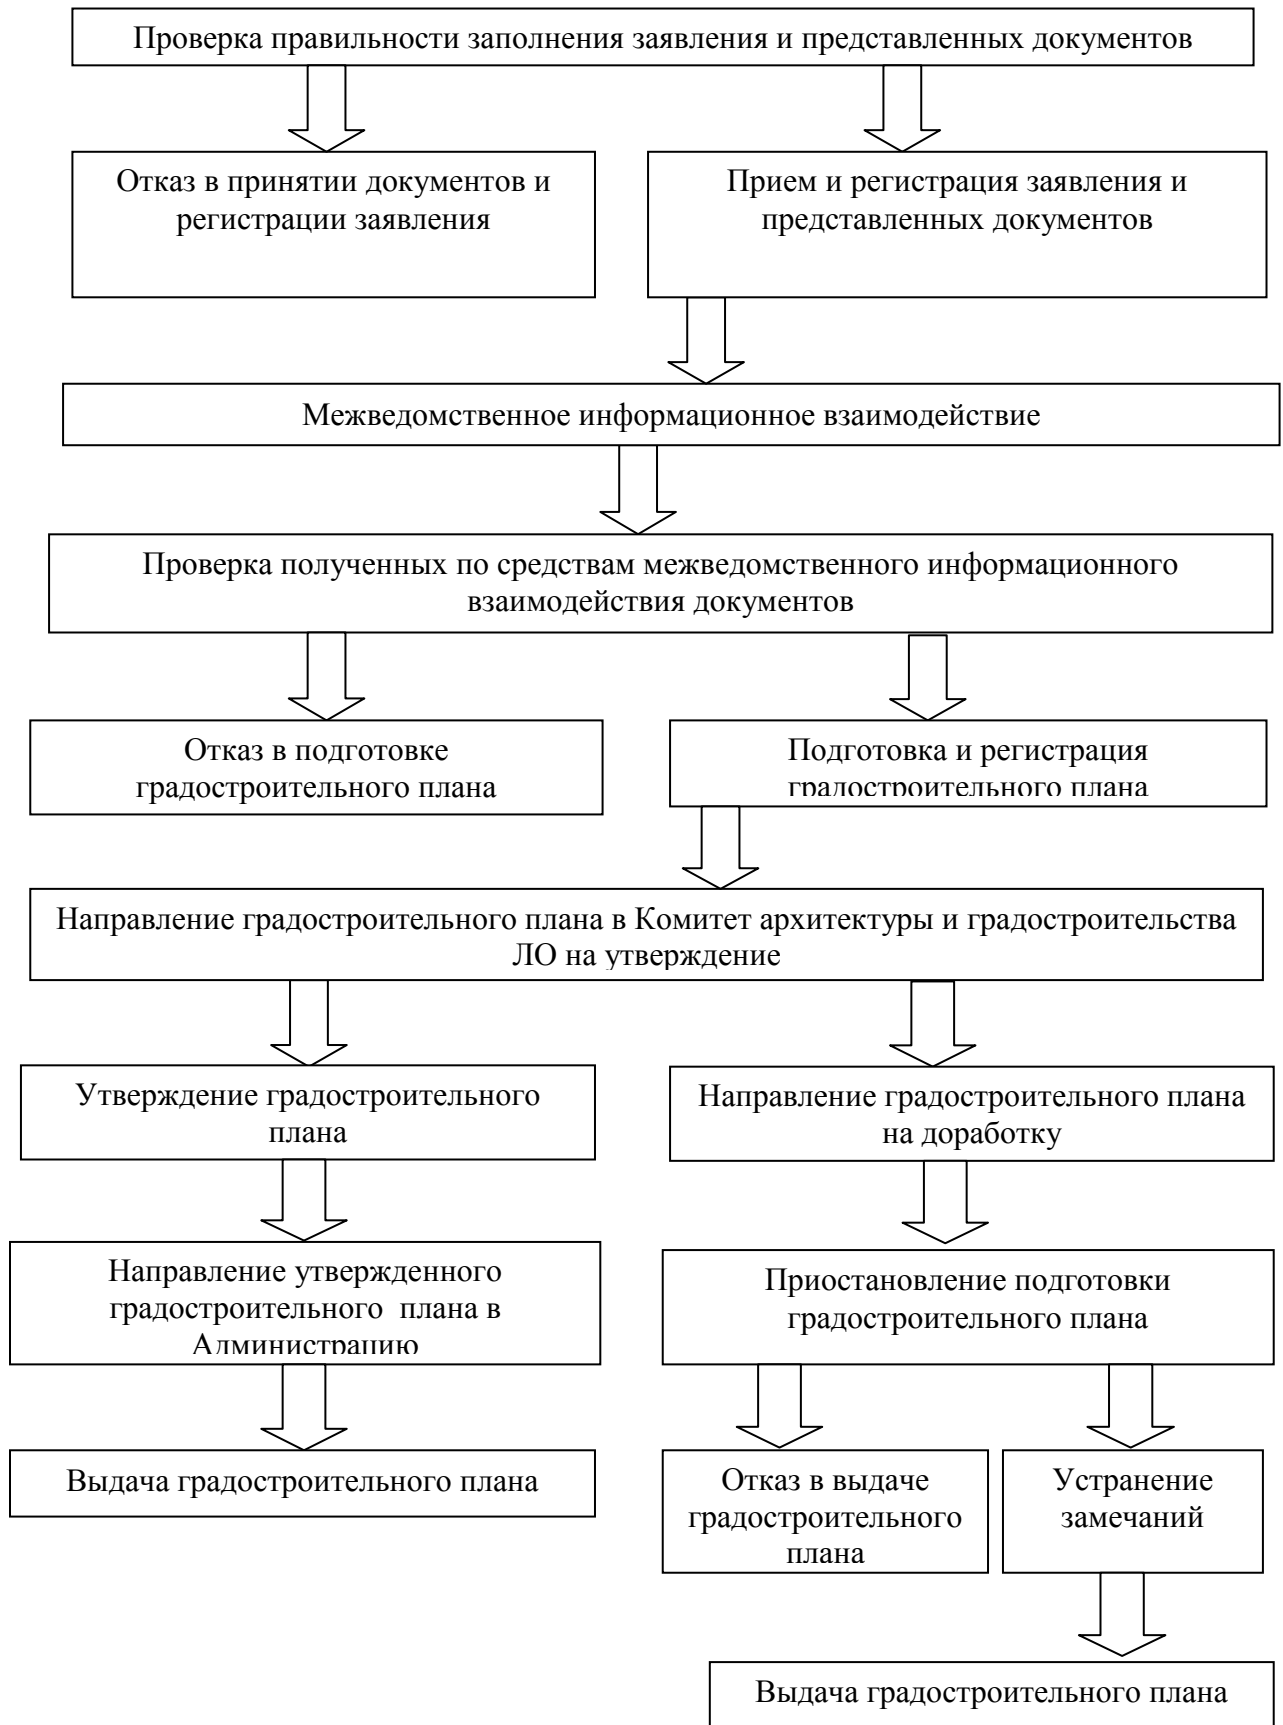 Проверка правильности заполнения заявления и представленных документов
Отказ в принятии документов и
регистрации заявления
Прием и регистрация заявления и
представленных документов
Межведомственное информационное взаимодействие
Проверка полученных по средствам межведомственного информационного
взаимодействия документов
Отказ в подготовке
градостроительного плана
Подготовка и регистрация
градостроительного плана
Направление градостроительного плана в Комитет архитектуры и градостроительства
ЛО на утверждение
Утверждение градостроительного
плана
Направление градостроительного плана
на доработку
Направление утвержденного
градостроительного плана в
Администрацию
Приостановление подготовки
градостроительного плана
Выдача градостроительного плана
Отказ в выдаче
градостроительного
плана
Устранение
замечаний
Выдача градостроительного плана